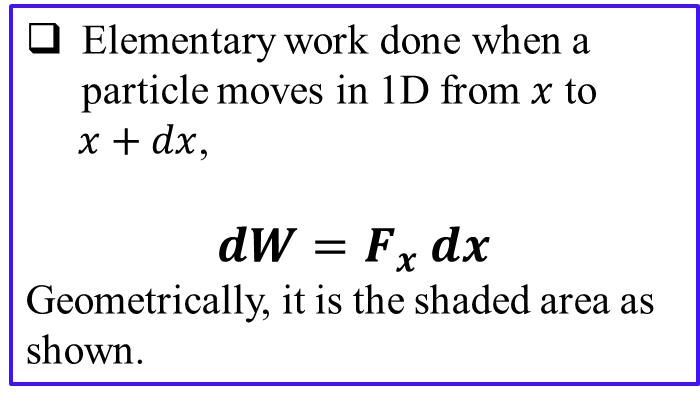 ❑ Elementary work done when a
particle moves in 1D from x to
x + dx,
dW = Fₓ dx
Geometrically, it is the shaded area as
shown.